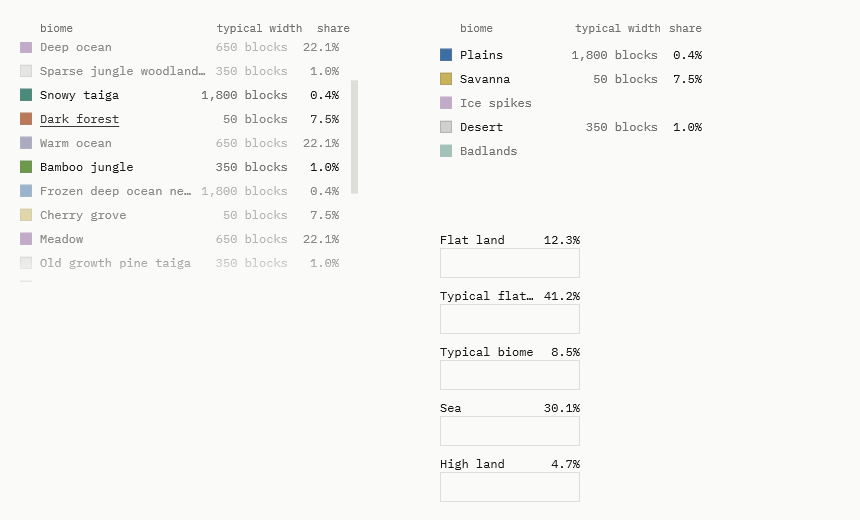 biome typical width share
Deep ocean 650 blocks 22.1%
Sparse jungle woodland… 350 blocks 1.0%
Snowy taiga 1,800 blocks 0.4%
Dark forest 50 blocks 7.5%
Warm ocean 650 blocks 22.1%
Bamboo jungle 350 blocks 1.0%
Frozen deep ocean ne… 1,800 blocks 0.4%
Cherry grove 50 blocks 7.5%
Meadow 650 blocks 22.1%
Old growth pine taiga 350 blocks 1.0%
biome typical width share
Plains 1,800 blocks 0.4%
Savanna 50 blocks 7.5%
Ice spikes
Desert 350 blocks 1.0%
Badlands
Flat land 12.3%
Typical flat… 41.2%
Typical biome 8.5%
Sea 30.1%
High land 4.7%